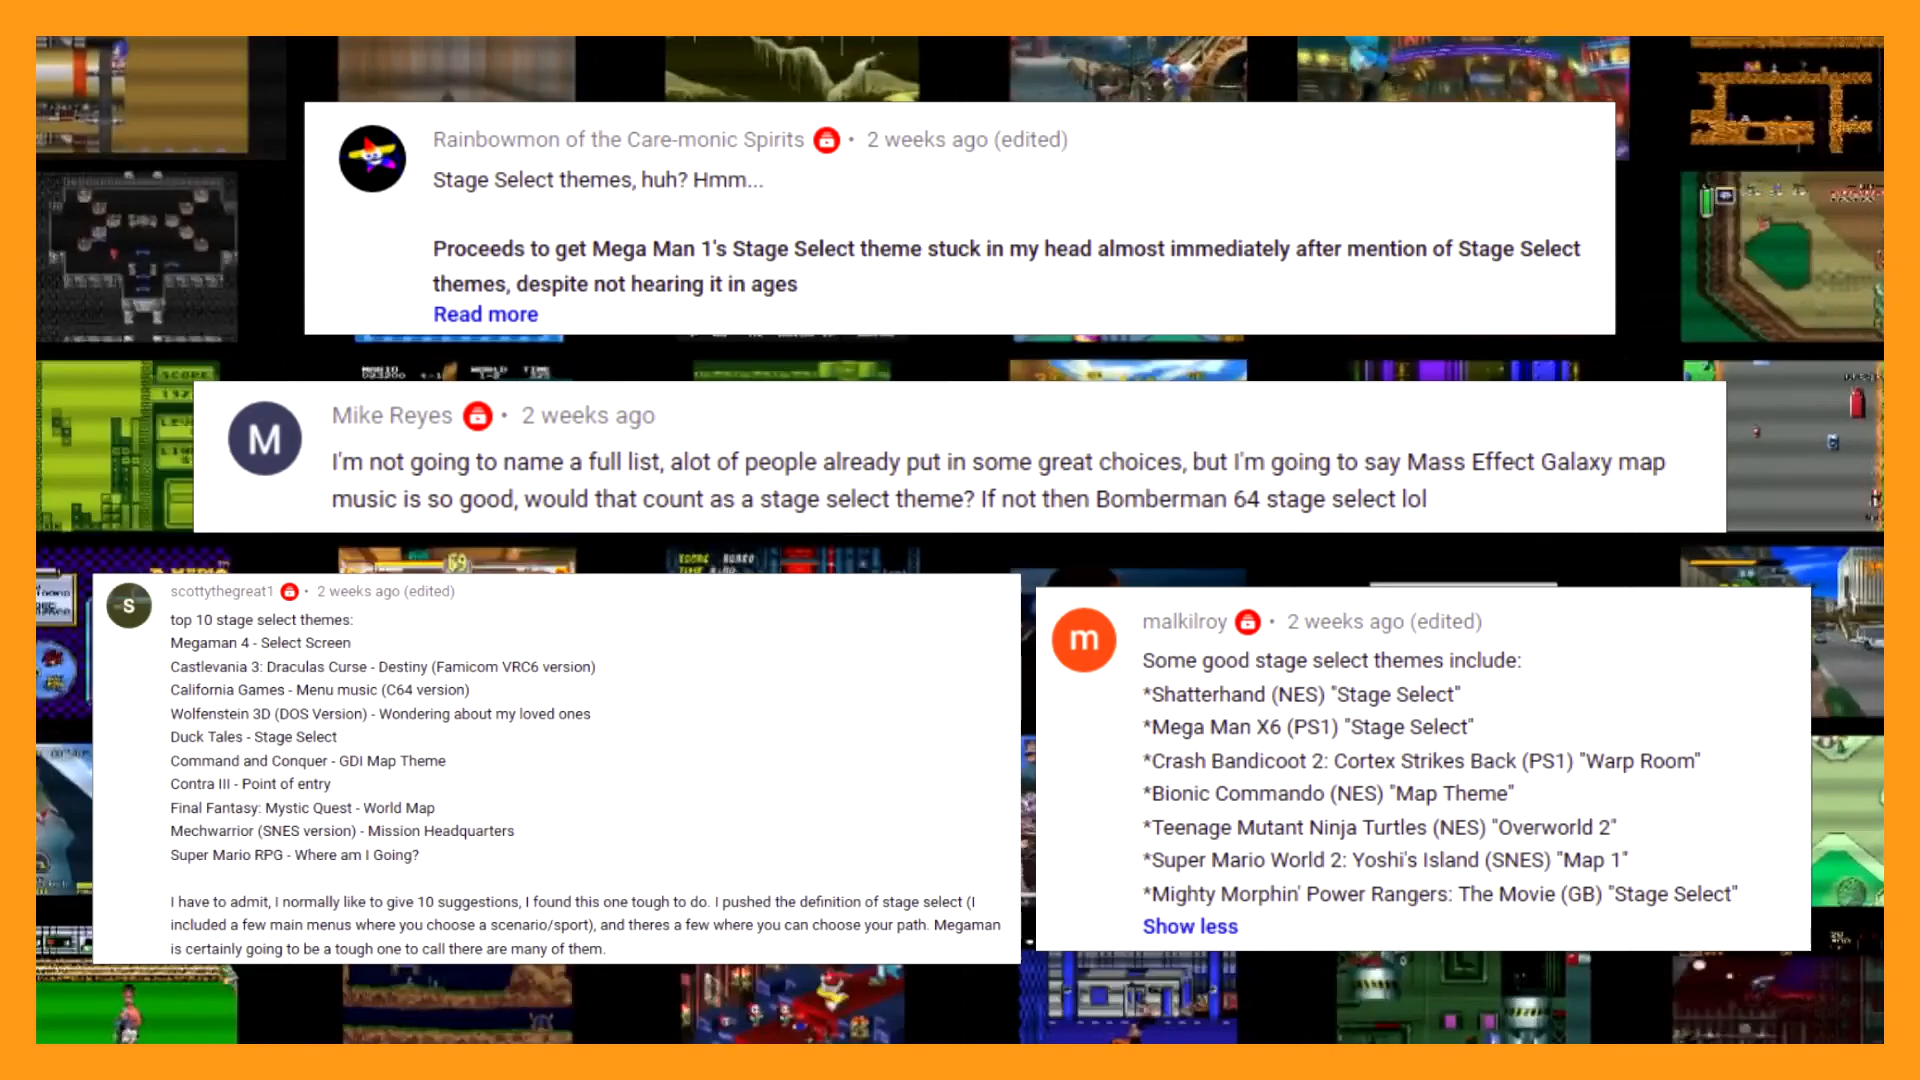 Rainbowmon of the Care-monic Spirits • 2 weeks ago (edited)
Stage Select themes, huh? Hmm...
Proceeds to get Mega Man 1's Stage Select theme stuck in my head almost immediately after mention of Stage Select
themes, despite not hearing it in ages
Read more
SCORE
MARIO WORLD TIME
M
Mike Reyes • 2 weeks ago
I'm not going to name a full list, alot of people already put in some great choices, but I'm going to say Mass Effect Galaxy map
music is so good, would that count as a stage select theme? If not then Bomberman 64 stage select lol
S
scottythegreat1 • 2 weeks ago (edited)
top 10 stage select themes:
Megaman 4 - Select Screen
Castlevania 3: Draculas Curse - Destiny (Famicom VRC6 version)
California Games - Menu music (C64 version)
Wolfenstein 3D (DOS Version) - Wondering about my loved ones
Duck Tales - Stage Select
Command and Conquer - GDI Map Theme
Contra III - Point of entry
Final Fantasy: Mystic Quest - World Map
Mechwarrior (SNES version) - Mission Headquarters
Super Mario RPG - Where am I Going?
I have to admit, I normally like to give 10 suggestions, I found this one tough to do. I pushed the definition of stage select (I
included a few main menus where you choose a scenario/sport), and theres a few where you can choose your path. Megaman
is certainly going to be a tough one to call there are many of them.
m
malkilroy • 2 weeks ago (edited)
Some good stage select themes include:
*Shatterhand (NES) "Stage Select"
*Mega Man X6 (PS1) "Stage Select"
*Crash Bandicoot 2: Cortex Strikes Back (PS1) "Warp Room"
*Bionic Commando (NES) "Map Theme"
*Teenage Mutant Ninja Turtles (NES) "Overworld 2"
*Super Mario World 2: Yoshi's Island (SNES) "Map 1"
*Mighty Morphin' Power Rangers: The Movie (GB) "Stage Select"
Show less